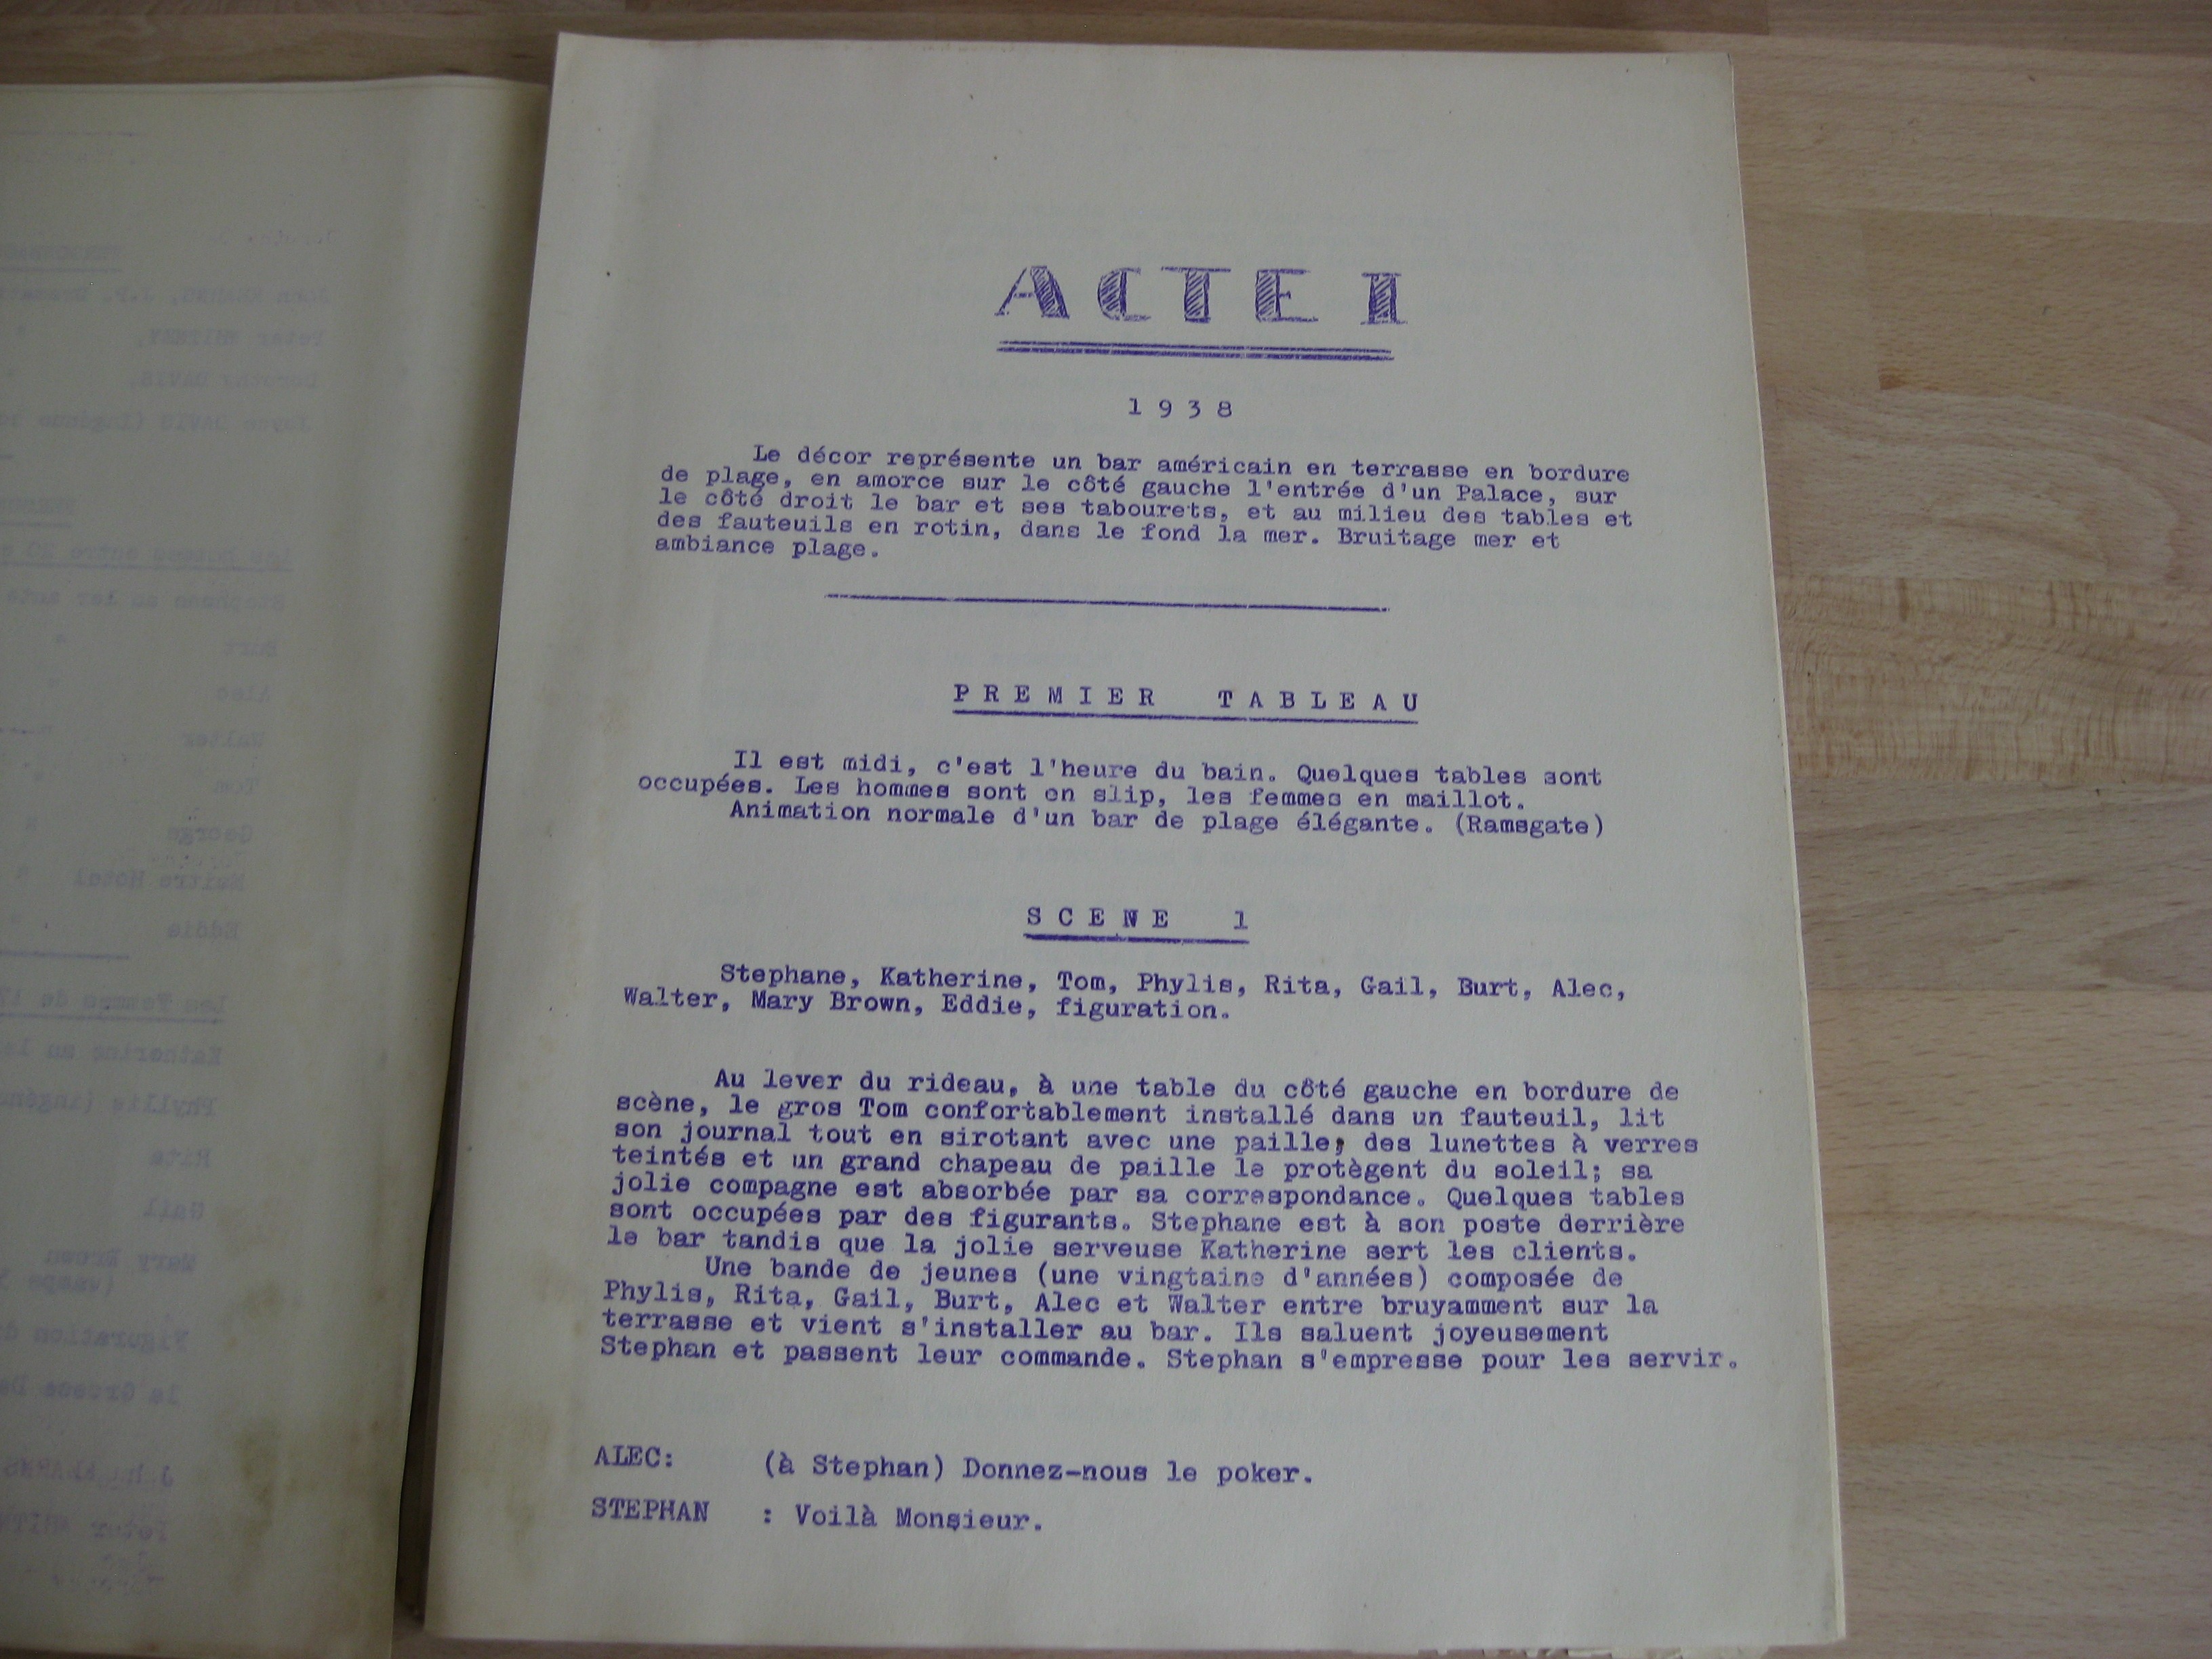 ACTE I
1938
Le décor représente un bar américain en terrasse en bordure
de plage, en amorce sur le côté gauche l'entrée d'un Palace, sur
le côté droit le bar et ses tabourets, et au milieu des tables et
des fauteuils en rotin, dans le fond la mer. Bruitage mer et
ambiance plage.
PREMIER TABLEAU
Il est midi, c'est l'heure du bain. Quelques tables sont
occupées. Les hommes sont en slip, les femmes en maillot.
Animation normale d'un bar de plage élégante. (Ramsgate)
SCENE 1
Stephane, Katherine, Tom, Phylis, Rita, Gail, Burt, Alec,
Walter, Mary Brown, Eddie, figuration.
Au lever du rideau, à une table du côté gauche en bordure de
scène, le gros Tom confortablement installé dans un fauteuil, lit
son journal tout en sirotant avec une paille, des lunettes à verres
teintés et un grand chapeau de paille le protègent du soleil; sa
jolie compagne est absorbée par sa correspondance. Quelques tables
sont occupées par des figurants. Stephane est à son poste derrière
le bar tandis que la jolie serveuse Katherine sert les clients.
Une bande de jeunes (une vingtaine d'années) composée de
Phylis, Rita, Gail, Burt, Alec et Walter entre bruyamment sur la
terrasse et vient s'installer au bar. Ils saluent joyeusement
Stephan et passent leur commande. Stephan s'empresse pour les servir.
ALEC: (à Stephan) Donnez-nous le poker.
STEPHAN : Voilà Monsieur.